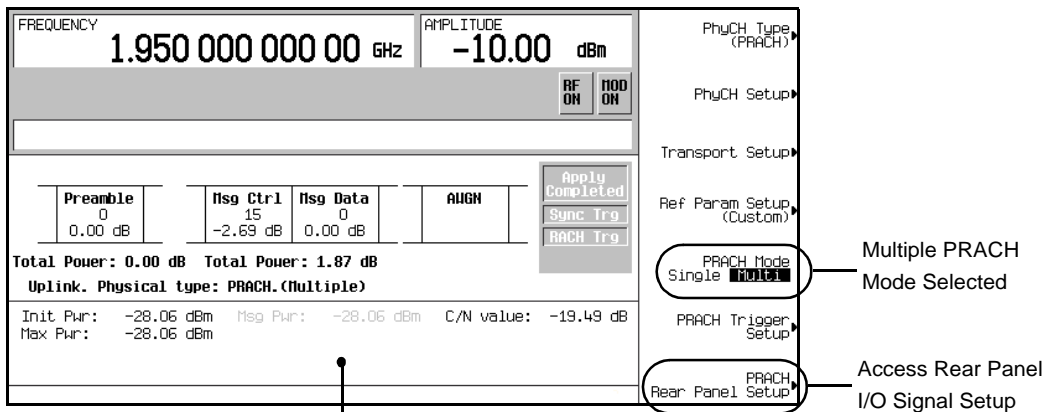 FREQUENCY
1.950 000 000 00 GHz
AMPLITUDE
-10.00 dBm
RF ON
MOD ON
Apply Completed
Sync Trg
RACH Trg
Preamble
0
0.00 dB
Msg Ctrl
15
-2.69 dB
Msg Data
0
0.00 dB
AWGN
Total Power: 0.00 dB Total Power: 1.87 dB
Uplink. Physical type: PRACH.(Multiple)
Init Pwr: -28.06 dBm Msg Pwr: -28.06 dBm C/N value: -19.49 dB
Max Pwr: -28.06 dBm
PhyCH Type
(PRACH)
PhyCH Setup
Transport Setup
Ref Param Setup
(Custom)
PRACH Mode
Single Multi
PRACH Trigger
Setup
PRACH
Rear Panel Setup
Multiple PRACH
Mode Selected
Access Rear Panel
I/O Signal Setup